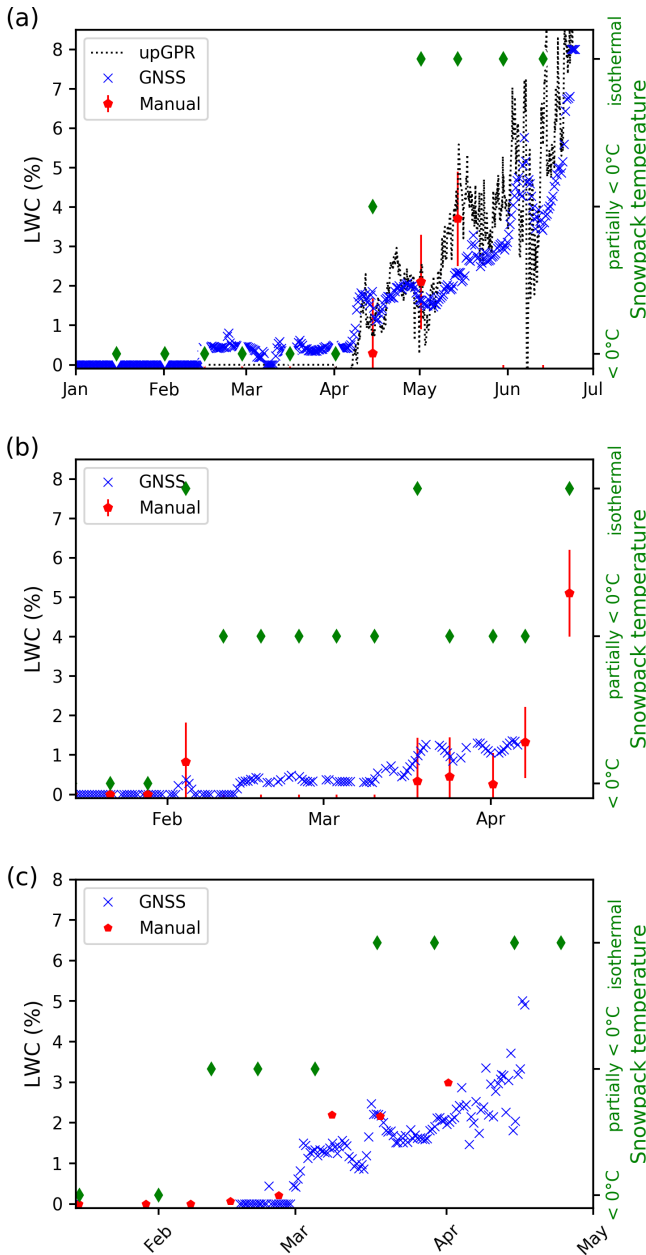 (a)
upGPR
GNSS
Manual
8
7
6
5
4
3
2
1
0
LWC (%)
Jan
Feb
Mar
Apr
May
Jun
Jul
isothermal
partially < 0°C
< 0°C
Snowpack temperature
(b)
GNSS
Manual
8
7
6
5
4
3
2
1
0
LWC (%)
Feb
Mar
Apr
isothermal
partially < 0°C
< 0°C
Snowpack temperature
(c)
GNSS
Manual
8
7
6
5
4
3
2
1
0
LWC (%)
Feb
Mar
Apr
May
isothermal
partially < 0°C
< 0°C
Snowpack temperature